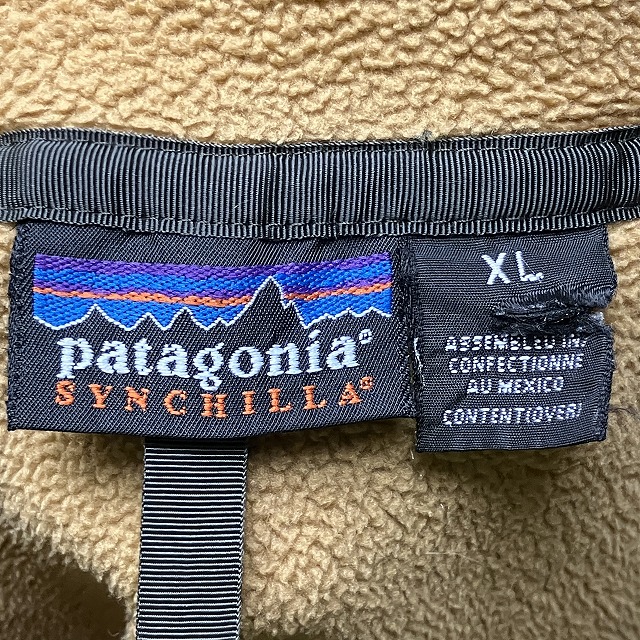 patagonia®
SYNCHILLA®
XL
ASSEMBLED IN
CONFECTIONNE
AU MEXICO
CONTENTIOVER